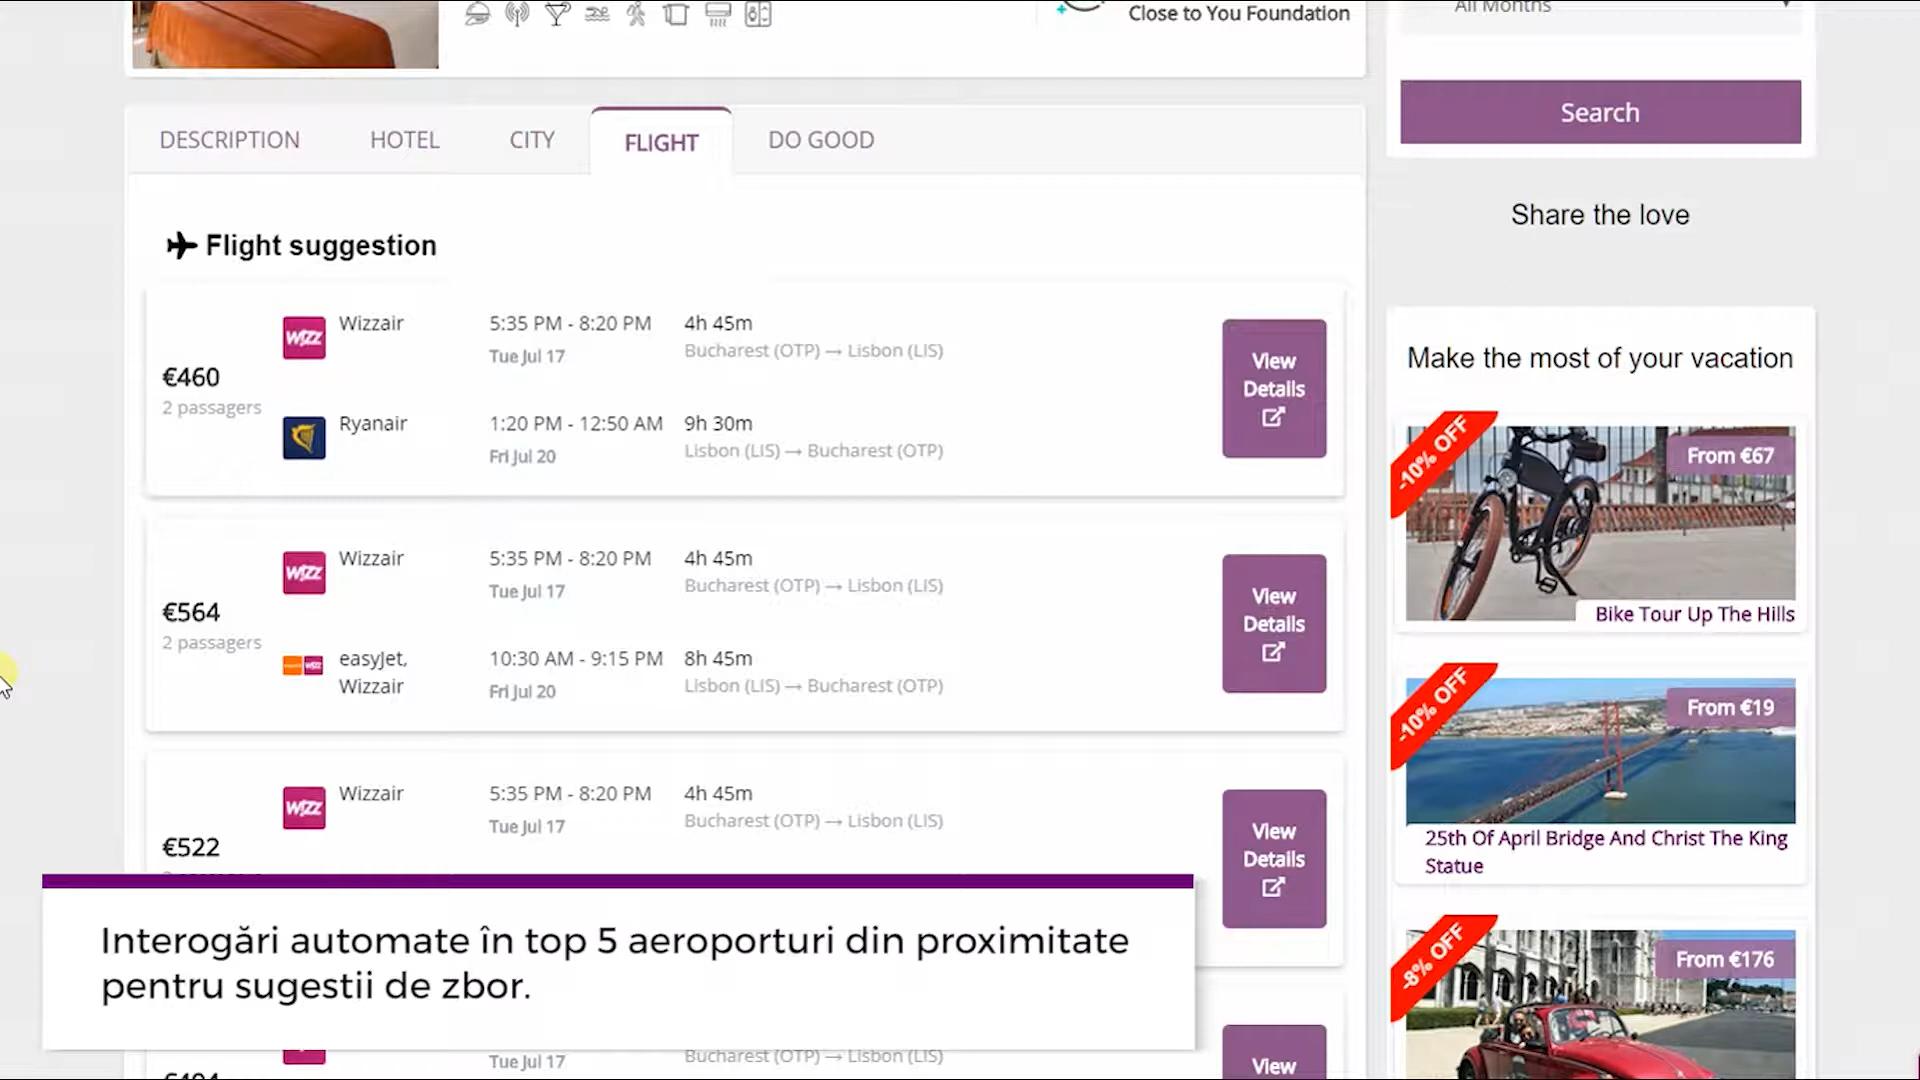 All Months
Close to You Foundation
Search
DESCRIPTION
HOTEL
CITY
FLIGHT
DO GOOD
Share the love
Flight suggestion
€460
2 passagers
WIZZ
Wizzair
5:35 PM - 8:20 PM
Tue Jul 17
4h 45m
Bucharest (OTP) → Lisbon (LIS)
Ryanair
1:20 PM - 12:50 AM
Fri Jul 20
9h 30m
Lisbon (LIS) → Bucharest (OTP)
View
Details
€564
2 passagers
WIZZ
Wizzair
5:35 PM - 8:20 PM
Tue Jul 17
4h 45m
Bucharest (OTP) → Lisbon (LIS)
easyJet,
Wizzair
10:30 AM - 9:15 PM
Fri Jul 20
8h 45m
Lisbon (LIS) → Bucharest (OTP)
View
Details
€522
WIZZ
Wizzair
5:35 PM - 8:20 PM
Tue Jul 17
4h 45m
Bucharest (OTP) → Lisbon (LIS)
View
Details
Interogări automate în top 5 aeroporturi din proximitate
pentru sugestii de zbor.
Tue Jul 17
Bucharest (OTP) → Lisbon (LIS)
View
Make the most of your vacation
-10% OFF
From €67
Bike Tour Up The Hills
-10% OFF
From €19
25th Of April Bridge And Christ The King
Statue
-8% OFF
From €176